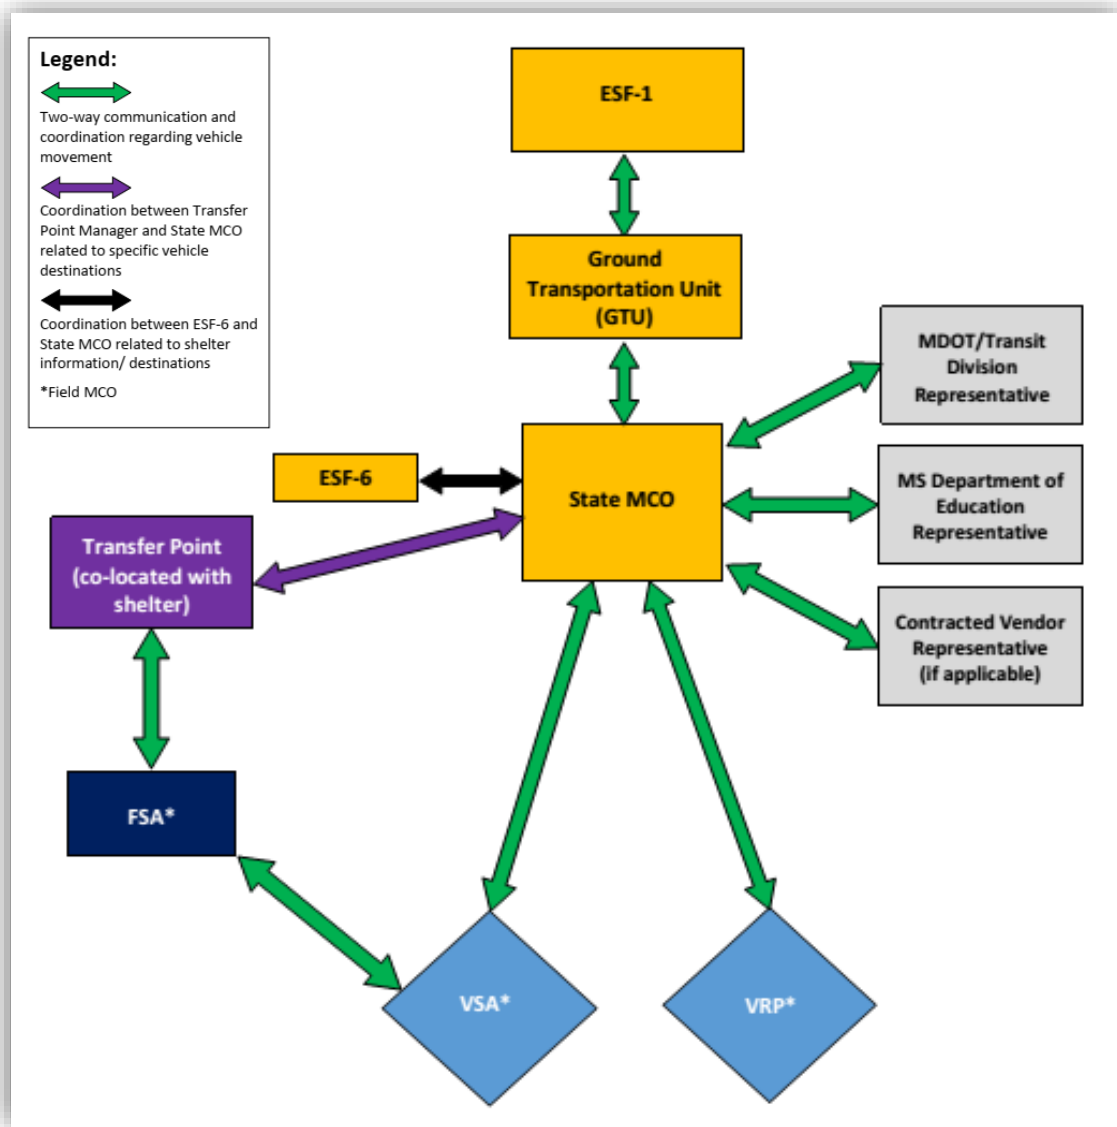 Legend:
Two-way communication and
coordination regarding vehicle
movement
Coordination between Transfer
Point Manager and State MCO
related to specific vehicle
destinations
Coordination between ESF-6 and
State MCO related to shelter
information/ destinations
*Field MCO
ESF-1
Ground
Transportation Unit
(GTU)
MDOT/Transit
Division
Representative
ESF-6
State MCO
MS Department of
Education
Representative
Transfer Point
(co-located with
shelter)
Contracted Vendor
Representative
(if applicable)
FSA*
VSA*
VRP*